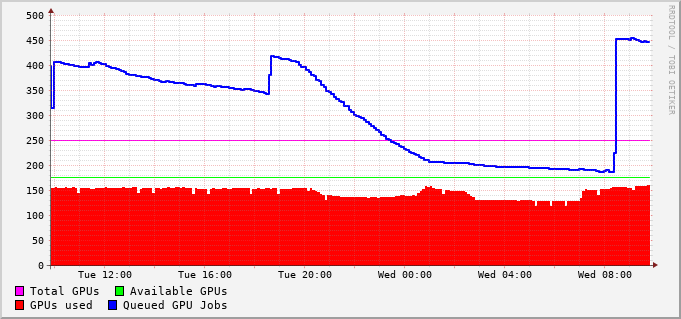 500
450
400
350
300
250
200
150
100
50
0
Tue 12:00 Tue 16:00 Tue 20:00 Wed 00:00 Wed 04:00 Wed 08:00
Total GPUs Available GPUs
GPUs used Queued GPU Jobs
RRDTOOL / TOBI OETIKER